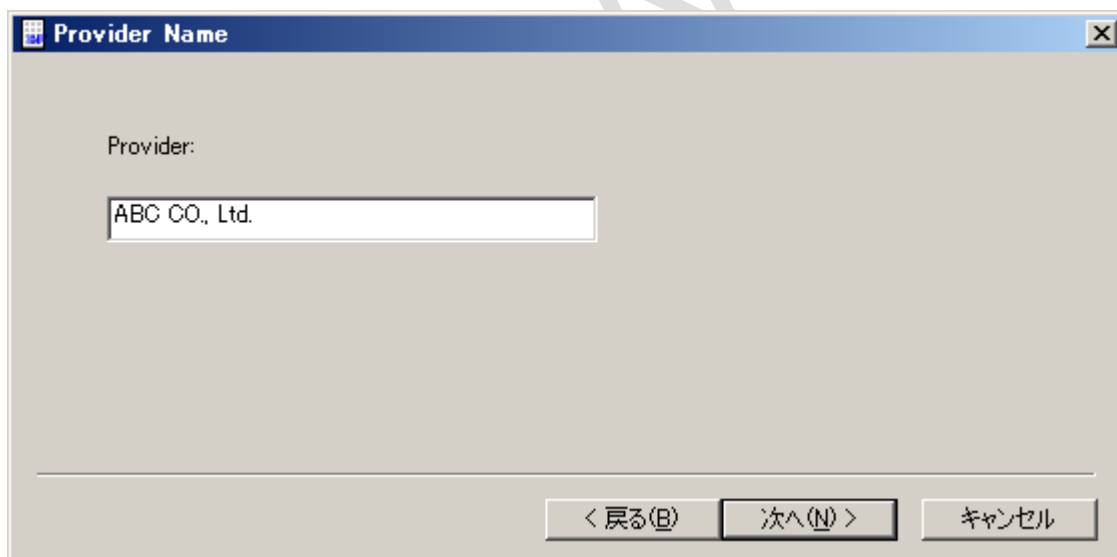 Provider Name
Provider:
ABC CO., Ltd.
< 戻る(B)
次へ(N) >
キャンセル